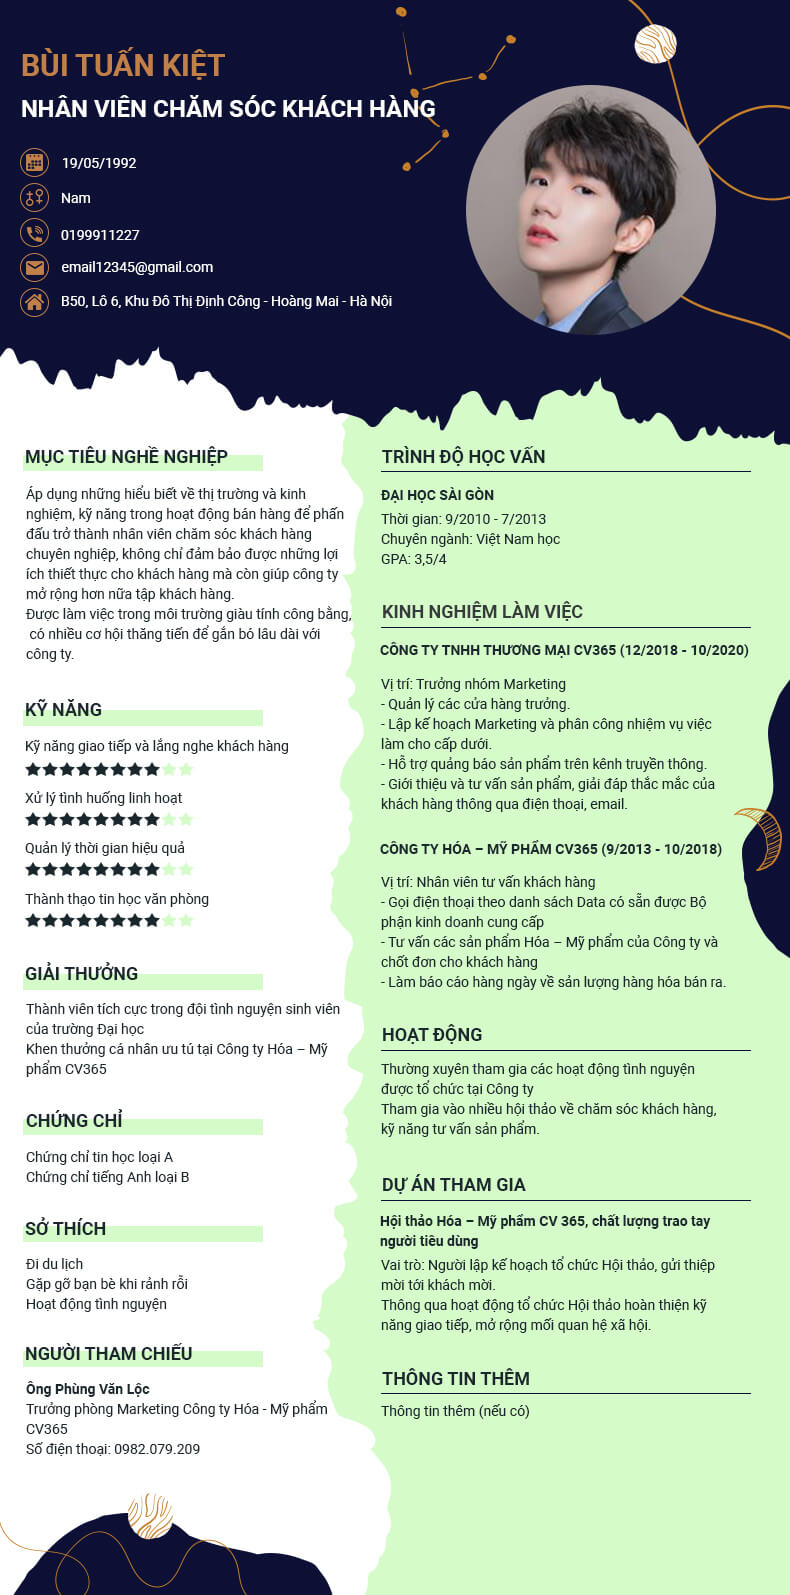 BÙI TUẤN KIỆT
NHÂN VIÊN CHĂM SÓC KHÁCH HÀNG
19/05/1992
Nam
0199911227
email12345@gmail.com
B50, Lô 6, Khu Đô Thị Định Công - Hoàng Mai - Hà Nội
MỤC TIÊU NGHỀ NGHIỆP
Áp dụng những hiểu biết về thị trường và kinh
nghiệm, kỹ năng trong hoạt động bán hàng để phấn
đấu trở thành nhân viên chăm sóc khách hàng
chuyên nghiệp, không chỉ đảm bảo được những lợi
ích thiết thực cho khách hàng mà còn giúp công ty
mở rộng hơn nữa tập khách hàng.
Được làm việc trong môi trường giàu tính công bằng,
có nhiều cơ hội thăng tiến để gắn bó lâu dài với
công ty.
KỸ NĂNG
Kỹ năng giao tiếp và lắng nghe khách hàng
Xử lý tình huống linh hoạt
Quản lý thời gian hiệu quả
Thành thạo tin học văn phòng
GIẢI THƯỞNG
Thành viên tích cực trong đội tình nguyện sinh viên
của trường Đại học
Khen thưởng cá nhân ưu tú tại Công ty Hóa – Mỹ
phẩm CV365
CHỨNG CHỈ
Chứng chỉ tin học loại A
Chứng chỉ tiếng Anh loại B
SỞ THÍCH
Đi du lịch
Gặp gỡ bạn bè khi rảnh rỗi
Hoạt động tình nguyện
NGƯỜI THAM CHIẾU
Ông Phùng Văn Lộc
Trưởng phòng Marketing Công ty Hóa - Mỹ phẩm
CV365
Số điện thoại: 0982.079.209
TRÌNH ĐỘ HỌC VẤN
ĐẠI HỌC SÀI GÒN
Thời gian: 9/2010 - 7/2013
Chuyên ngành: Việt Nam học
GPA: 3,5/4
KINH NGHIỆM LÀM VIỆC
CÔNG TY TNHH THƯƠNG MẠI CV365 (12/2018 - 10/2020)
Vị trí: Trưởng nhóm Marketing
- Quản lý các cửa hàng trưởng.
- Lập kế hoạch Marketing và phân công nhiệm vụ việc
làm cho cấp dưới.
- Hỗ trợ quảng báo sản phẩm trên kênh truyền thông.
- Giới thiệu và tư vấn sản phẩm, giải đáp thắc mắc của
khách hàng thông qua điện thoại, email.
CÔNG TY HÓA – MỸ PHẨM CV365 (9/2013 - 10/2018)
Vị trí: Nhân viên tư vấn khách hàng
- Gọi điện thoại theo danh sách Data có sẵn được Bộ
phận kinh doanh cung cấp
- Tư vấn các sản phẩm Hóa – Mỹ phẩm của Công ty và
chốt đơn cho khách hàng
- Làm báo cáo hàng ngày về sản lượng hàng hóa bán ra.
HOẠT ĐỘNG
Thường xuyên tham gia các hoạt động tình nguyện
được tổ chức tại Công ty
Tham gia vào nhiều hội thảo về chăm sóc khách hàng,
kỹ năng tư vấn sản phẩm.
DỰ ÁN THAM GIA
Hội thảo Hóa – Mỹ phẩm CV 365, chất lượng trao tay
người tiêu dùng
Vai trò: Người lập kế hoạch tổ chức Hội thảo, gửi thiệp
mời tới khách mời.
Thông qua hoạt động tổ chức Hội thảo hoàn thiện kỹ
năng giao tiếp, mở rộng mối quan hệ xã hội.
THÔNG TIN THÊM
Thông tin thêm (nếu có)